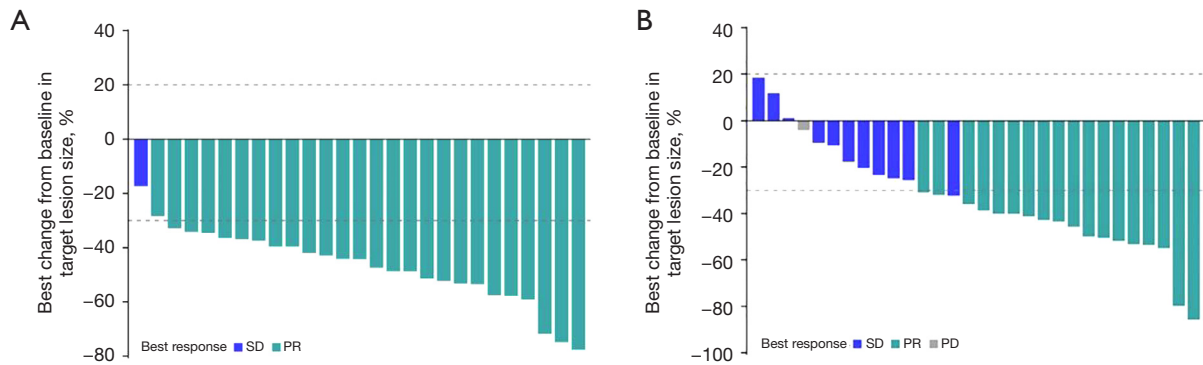 A
Best change from baseline in
target lesion size, %
40
20
0
−20
−40
−60
−80
Best response SD PR
B
Best change from baseline in
target lesion size, %
40
20
0
−20
−40
−60
−80
−100
Best response SD PR PD